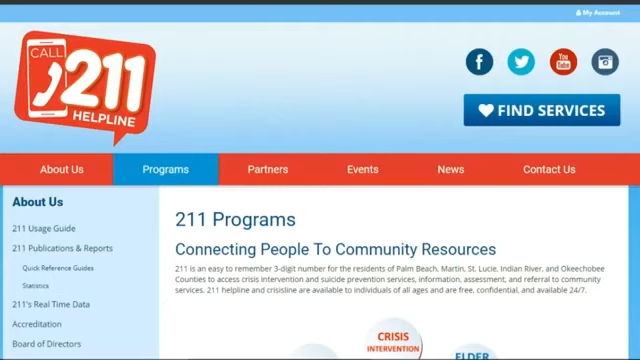 My Account
CALL
211
HELPLINE
You
Tube
FIND SERVICES
About Us
Programs
Partners
Events
News
Contact Us
About Us
211 Usage Guide
211 Publications & Reports
Quick Reference Guides
Statistics
211's Real Time Data
Accreditation
Board of Directors
211 Programs
Connecting People To Community Resources
211 is an easy to remember 3-digit number for the residents of Palm Beach, Martin, St. Lucie, Indian River, and Okeechobee
Counties to access crisis intervention and suicide prevention services, information, assessment, and referral to community
services. 211 helpline and crisisline are available to individuals of all ages and are free, confidential, and available 24/7.
CRISIS
INTERVENTION
ELDER